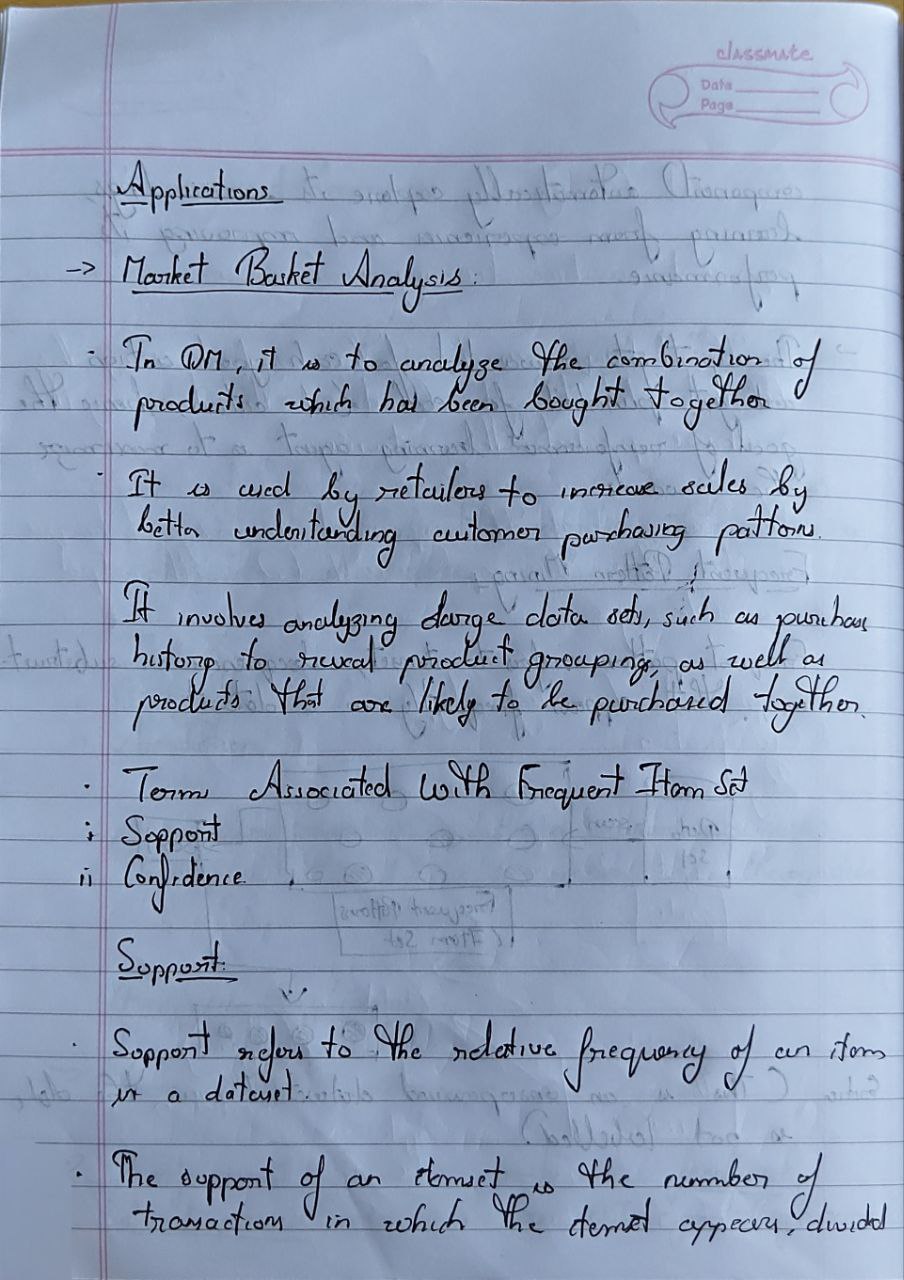 classmate
Date
Page
Applications
-> Market Basket Analysis:
· In DM, it is to analyze the combination of
products which has been bought together
· It is used by retailers to increase sales by
better understanding customer purchasing pattern.
It involves analyzing large data sets, such as purchase
history to reveal product groupings, as well as
products that are likely to be purchased together.
· Terms Associated with Frequent Item Set
i Support
ii Confidence
Support:
· Support refers to the relative frequency of an item
in a dataset.
· The support of an itemset is the number of
transaction in which the itemset appears, divided